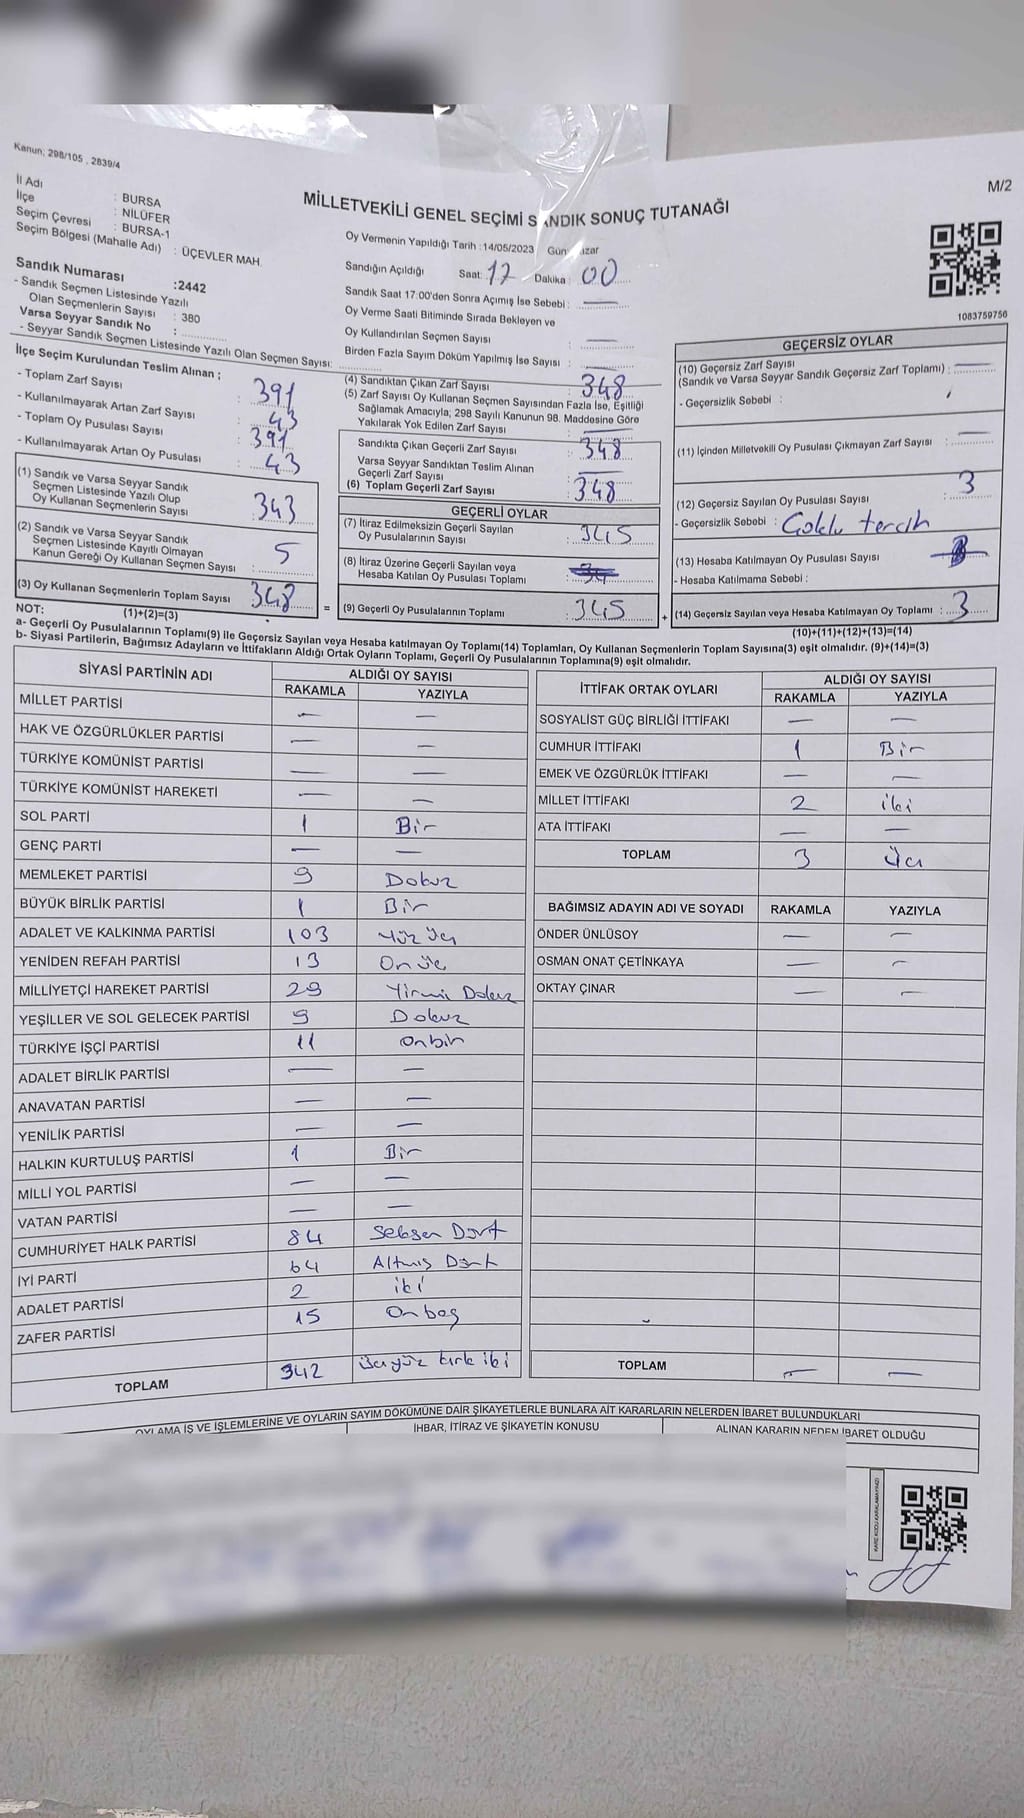 Kanun; 298/105 , 2839/4
M/2
İl Adı : BURSA
İlçe : NİLÜFER
Seçim Çevresi : BURSA-1
Seçim Bölgesi (Mahalle Adı) : ÜÇEVLER MAH.
Sandık Numarası :2442
- Sandık Seçmen Listesinde Yazılı
Olan Seçmenlerin Sayısı : 380
Varsa Seyyar Sandık No :
- Seyyar Sandık Seçmen Listesinde Yazılı Olan Seçmen Sayısı:
İlçe Seçim Kurulundan Teslim Alınan ;
- Toplam Zarf Sayısı : 391
- Kullanılmayarak Artan Zarf Sayısı : 43
- Toplam Oy Pusulası Sayısı : 391
- Kullanılmayarak Artan Oy Pusulası : 43
(1) Sandık ve Varsa Seyyar Sandık
Seçmen Listesinde Yazılı Olup
Oy Kullanan Seçmenlerin Sayısı : 343
(2) Sandık ve Varsa Seyyar Sandık
Seçmen Listesinde Kayıtlı Olmayan
Kanun Gereği Oy Kullanan Seçmen Sayısı : 5
(3) Oy Kullanan Seçmenlerin Toplam Sayısı : 348
(1)+(2)=(3)
MİLLETVEKİLİ GENEL SEÇİMİ SANDIK SONUÇ TUTANAĞI
Oy Vermenin Yapıldığı Tarih :14/05/2023 Gün
Sandığın Açıldığı Saat: 17 Dakika : 00
Sandık Saat 17:00'den Sonra Açımış İse Sebebi : —
Oy Verme Saati Bitiminde Sırada Bekleyen ve
Oy Kullandırılan Seçmen Sayısı : —
Birden Fazla Sayım Döküm Yapılmış İse Sayısı : —
(4) Sandıktan Çıkan Zarf Sayısı : 348
(5) Zarf Sayısı Oy Kullanan Seçmen Sayısından Fazla İse, Eşitliği
Sağlamak Amacıyla; 298 Sayılı Kanunun 98. Maddesine Göre
Yakılarak Yok Edilen Zarf Sayısı : —
Sandıkta Çıkan Geçerli Zarf Sayısı : 348
Varsa Seyyar Sandıktan Teslim Alınan
Geçerli Zarf Sayısı : —
(6) Toplam Geçerli Zarf Sayısı : 348
GEÇERLİ OYLAR
(7) İtiraz Edilmeksizin Geçerli Sayılan
Oy Pusulalarının Sayısı : 345
(8) İtiraz Üzerine Geçerli Sayılan veya
Hesaba Katılan Oy Pusulası Toplamı :
= (9) Geçerli Oy Pusulalarının Toplamı : 345
1083759756
GEÇERSİZ OYLAR
(10) Geçersiz Zarf Sayısı
(Sandık ve Varsa Seyyar Sandık Geçersiz Zarf Toplamı) : —
- Geçersizlik Sebebi :
(11) İçinden Milletvekili Oy Pusulası Çıkmayan Zarf Sayısı : —
(12) Geçersiz Sayılan Oy Pusulası Sayısı : 3
- Geçersizlik Sebebi : Çoklu tercih
(13) Hesaba Katılmayan Oy Pusulası Sayısı :
- Hesaba Katılmama Sebebi :
+ (14) Geçersiz Sayılan veya Hesaba Katılmayan Oy Toplamı : 3
(10)+(11)+(12)+(13)=(14)
NOT:
a- Geçerli Oy Pusulalarının Toplamı(9) ile Geçersiz Sayılan veya Hesaba katılmayan Oy Toplamı(14) Toplamları, Oy Kullanan Seçmenlerin Toplam Sayısına(3) eşit olmalıdır. (9)+(14)=(3)
b- Siyasi Partilerin, Bağımsız Adayların ve İttifakların Aldığı Ortak Oyların Toplamı, Geçerli Oy Pusulalarının Toplamına(9) eşit olmalıdır.
SİYASİ PARTİNİN ADI ALDIĞI OY SAYISI
RAKAMLA YAZIYLA
MİLLET PARTİSİ — —
HAK VE ÖZGÜRLÜKLER PARTİSİ — —
TÜRKİYE KOMÜNİST PARTİSİ — —
TÜRKİYE KOMÜNİST HAREKETİ — —
SOL PARTİ 1 Bir
GENÇ PARTİ — —
MEMLEKET PARTİSİ 9 Dokuz
BÜYÜK BİRLİK PARTİSİ 1 Bir
ADALET VE KALKINMA PARTİSİ 103 Yüz Üç
YENİDEN REFAH PARTİSİ 13 On üç
MİLLİYETÇİ HAREKET PARTİSİ 29 Yirmi Dokuz
YEŞİLLER VE SOL GELECEK PARTİSİ 9 Dokuz
TÜRKİYE İŞÇİ PARTİSİ 11 Onbir
ADALET BİRLİK PARTİSİ — —
ANAVATAN PARTİSİ — —
YENİLİK PARTİSİ — —
HALKIN KURTULUŞ PARTİSİ 1 Bir
MİLLİ YOL PARTİSİ — —
VATAN PARTİSİ — —
CUMHURİYET HALK PARTİSİ 84 Seksen Dört
İYİ PARTİ 64 Altmış Dört
ADALET PARTİSİ 2 iki
ZAFER PARTİSİ 15 Onbeş
TOPLAM 342 Üçyüz kırk iki
İTTİFAK ORTAK OYLARI ALDIĞI OY SAYISI
RAKAMLA YAZIYLA
SOSYALİST GÜÇ BİRLİĞİ İTTİFAKI — —
CUMHUR İTTİFAKI 1 Bir
EMEK VE ÖZGÜRLÜK İTTİFAKI — —
MİLLET İTTİFAKI 2 iki
ATA İTTİFAKI — —
TOPLAM 3 Üç
BAĞIMSIZ ADAYIN ADI VE SOYADI RAKAMLA YAZIYLA
ÖNDER ÜNLÜSOY — —
OSMAN ONAT ÇETİNKAYA — —
OKTAY ÇINAR — —
TOPLAM — —
OYLAMA İŞ VE İŞLEMLERİNE VE OYLARIN SAYIM DÖKÜMÜNE DAİR ŞİKAYETLERLE BUNLARA AİT KARARLARIN NELERDEN İBARET BULUNDUKLARI
İHBAR, İTİRAZ VE ŞİKAYETİN KONUSU
ALINAN KARARIN NEDEN İBARET OLDUĞU